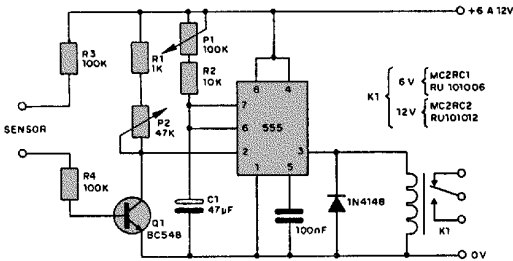 +6 A 12V
R3
100K
R1
1K
P1
100K
R2
10K
P2
47K
SENSOR
R4
100K
Q1
BC548
C1
47µF
8
4
7
6
555
2
3
1
5
100nF
1N4148
K1
6V
MC2RC1
RU 101006
12V
MC2RC2
RU101012
K1
0V